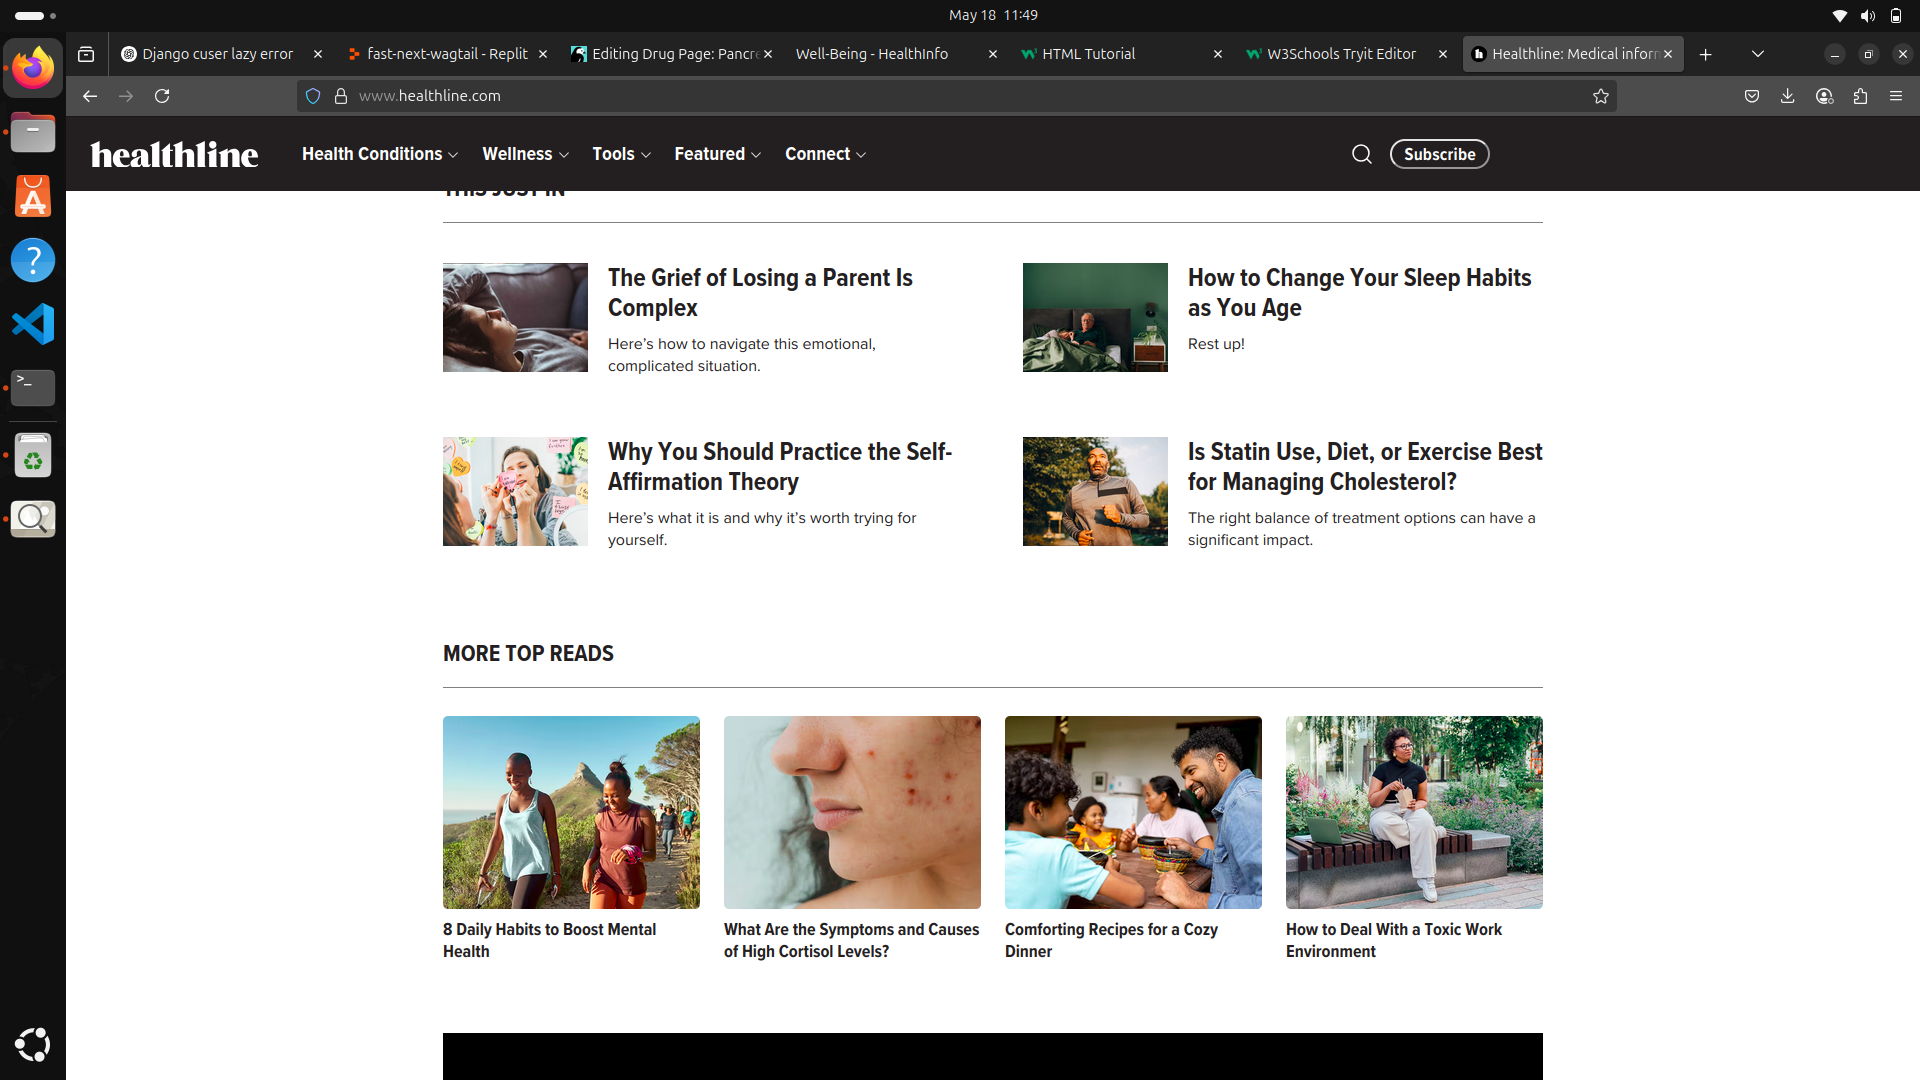 May 18 11:49
Django cuser lazy error
fast-next-wagtail - Replit
Editing Drug Page: Pancre
Well-Being - HealthInfo
HTML Tutorial
W3Schools Tryit Editor
Healthline: Medical inform
www.healthline.com
healthline
Health Conditions
Wellness
Tools
Featured
Connect
Subscribe
THIS JUST IN
The Grief of Losing a Parent Is
Complex
Here’s how to navigate this emotional,
complicated situation.
How to Change Your Sleep Habits
as You Age
Rest up!
Why You Should Practice the Self-
Affirmation Theory
Here’s what it is and why it’s worth trying for
yourself.
Is Statin Use, Diet, or Exercise Best
for Managing Cholesterol?
The right balance of treatment options can have a
significant impact.
MORE TOP READS
8 Daily Habits to Boost Mental
Health
What Are the Symptoms and Causes
of High Cortisol Levels?
Comforting Recipes for a Cozy
Dinner
How to Deal With a Toxic Work
Environment